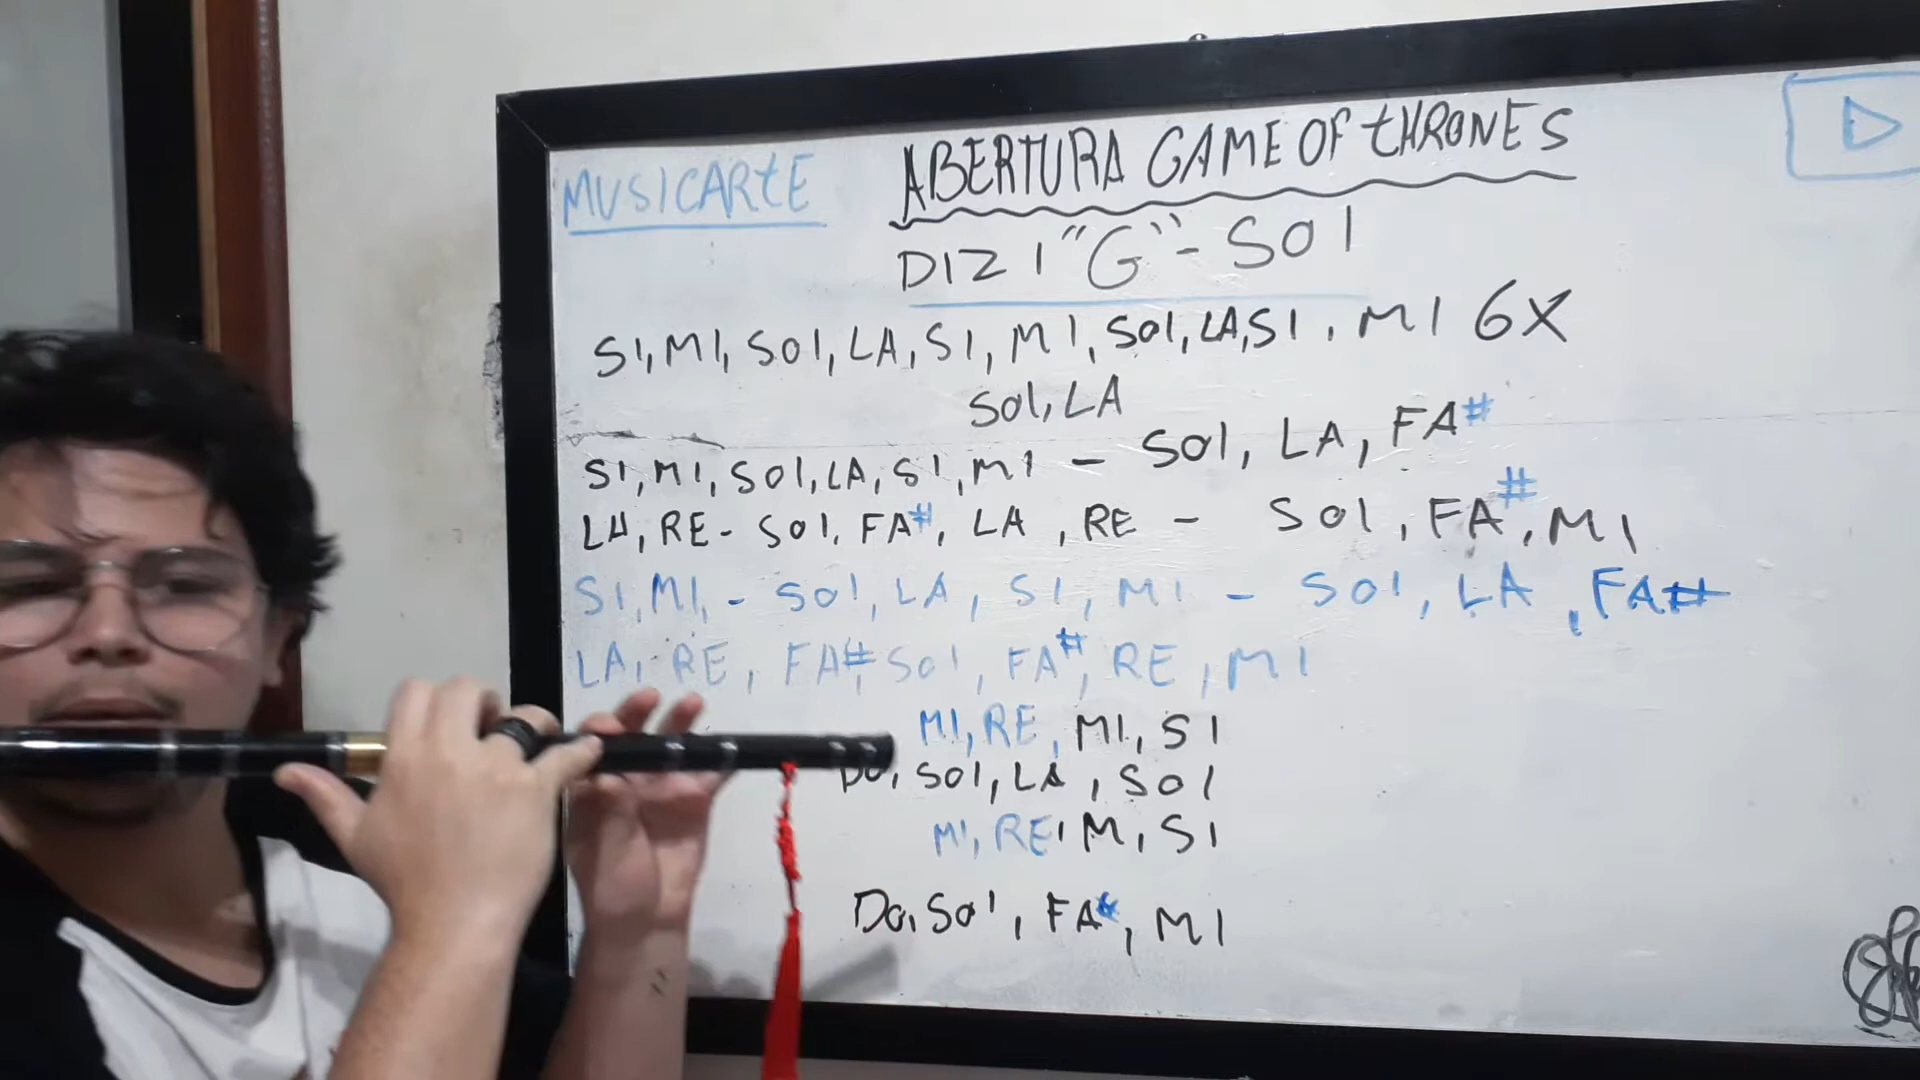 MUSICARtE
ABERTURA GAME OF tHRONES
DIZI "G" - SOl
SI, MI, SOl, LA, SI, MI, SOl, LA, SI, MI 6X
SOl, LA
SI, MI, SOl, LA, SI, MI - SOl, LA, FA#
LA, RE - SOl, FA#, LA, RE - SOl, FA#, MI
SI, MI, - SOl, LA, SI, MI - SOl, LA, FA#
LA, RE, FA#, SOl, FA#, RE, MI
MI, RE, MI, SI
DO, SOl, LA, SOl
MI, RE, MI, SI
DO, SOl, FA#, MI